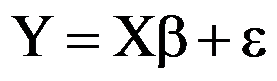 Y = Xβ + ε